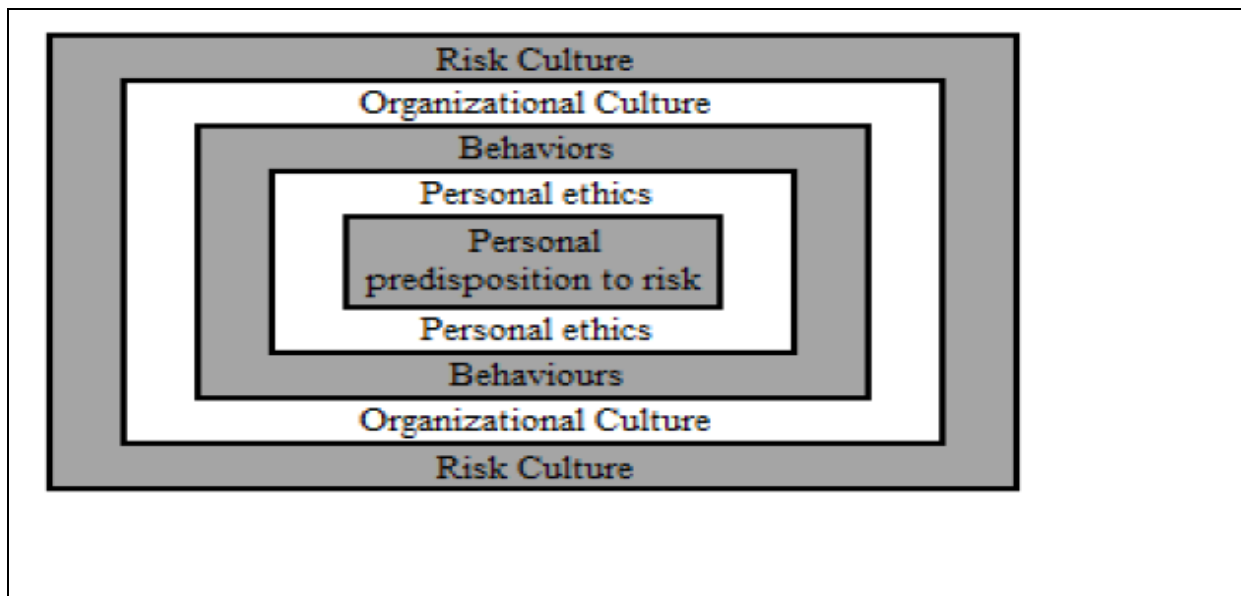 Risk Culture
Organizational Culture
Behaviors
Personal ethics
Personal
predisposition to risk
Personal ethics
Behaviours
Organizational Culture
Risk Culture